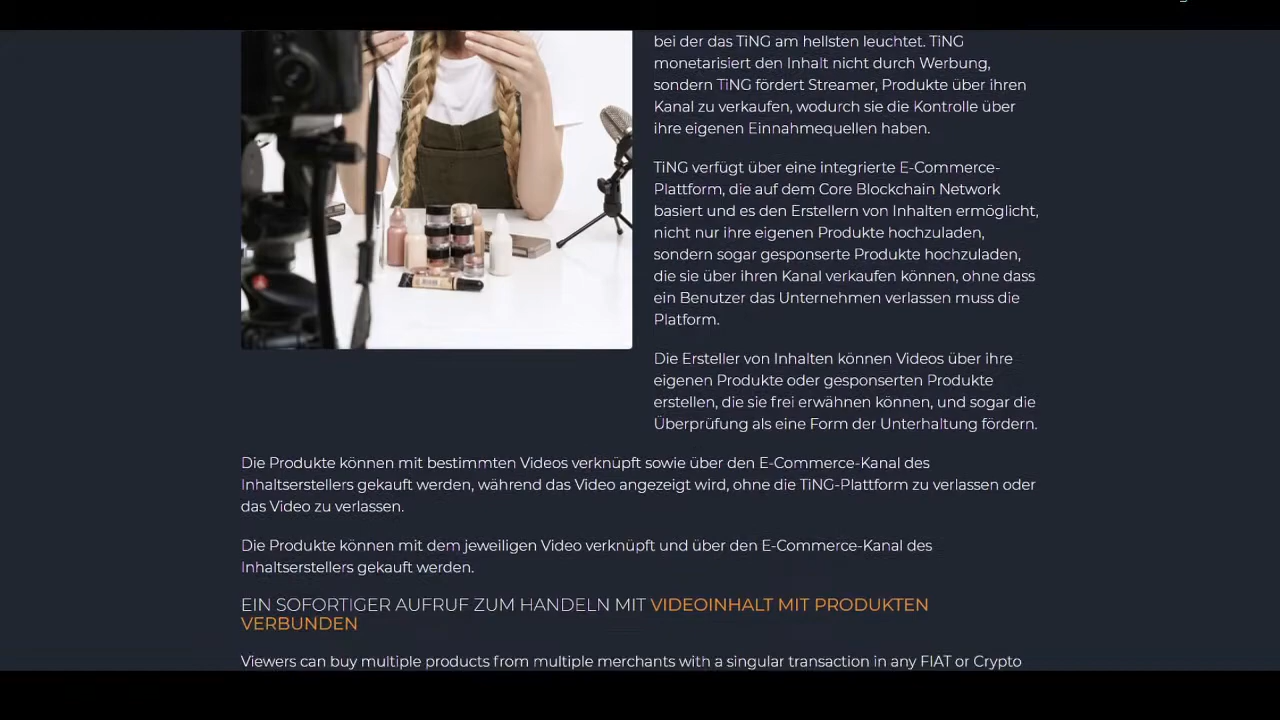 bei der das TiNG am hellsten leuchtet. TiNG
monetarisiert den Inhalt nicht durch Werbung,
sondern TiNG fördert Streamer, Produkte über ihren
Kanal zu verkaufen, wodurch sie die Kontrolle über
ihre eigenen Einnahmequellen haben.
TiNG verfügt über eine integrierte E-Commerce-
Plattform, die auf dem Core Blockchain Network
basiert und es den Erstellern von Inhalten ermöglicht,
nicht nur ihre eigenen Produkte hochzuladen,
sondern sogar gesponserte Produkte hochzuladen,
die sie über ihren Kanal verkaufen können, ohne dass
ein Benutzer das Unternehmen verlassen muss die
Platform.
Die Ersteller von Inhalten können Videos über ihre
eigenen Produkte oder gesponserten Produkte
erstellen, die sie frei erwähnen können, und sogar die
Überprüfung als eine Form der Unterhaltung fördern.
Die Produkte können mit bestimmten Videos verknüpft sowie über den E-Commerce-Kanal des
Inhaltserstellers gekauft werden, während das Video angezeigt wird, ohne die TiNG-Plattform zu verlassen oder
das Video zu verlassen.
Die Produkte können mit dem jeweiligen Video verknüpft und über den E-Commerce-Kanal des
Inhaltserstellers gekauft werden.
EIN SOFORTIGER AUFRUF ZUM HANDELN MIT VIDEOINHALT MIT PRODUKTEN
VERBUNDEN
Viewers can buy multiple products from multiple merchants with a singular transaction in any FIAT or Crypto